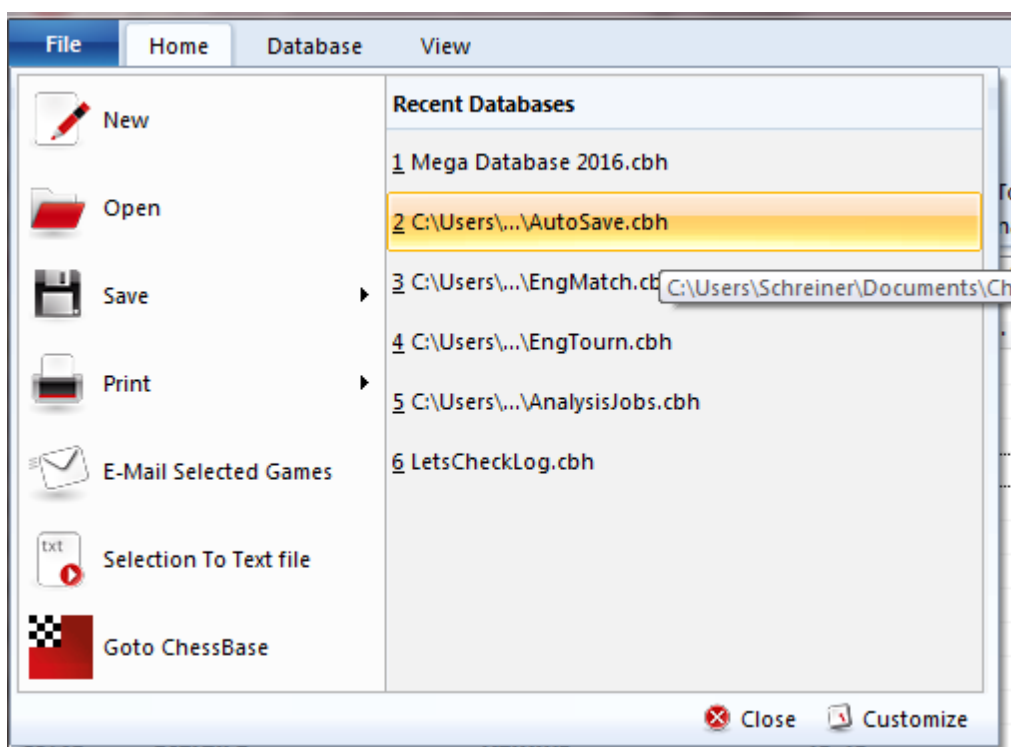 File Home Database View
Recent Databases
New
Open
Save
Print
E-Mail Selected Games
txt
Selection To Text file
Goto ChessBase
1 Mega Database 2016.cbh
2 C:\Users\...\AutoSave.cbh
3 C:\Users\...\EngMatch.cb
C:\Users\Schreiner\Documents\Ch
4 C:\Users\...\EngTourn.cbh
5 C:\Users\...\AnalysisJobs.cbh
6 LetsCheckLog.cbh
Close Customize